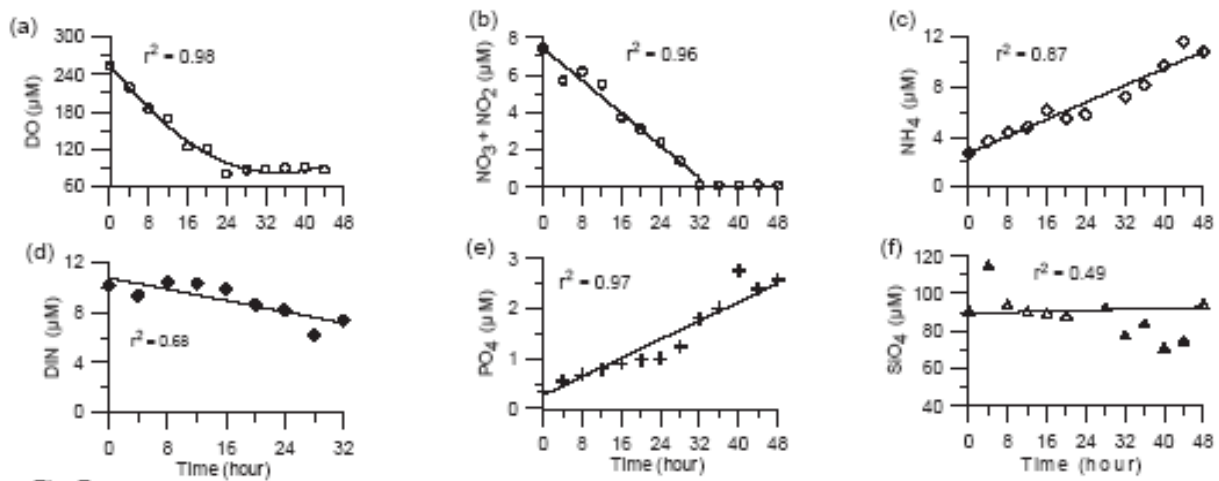 (a)
300
240
180
120
60
DO (µM)
r² = 0.98
0 8 16 24 32 40 48
(b)
8
6
4
2
0
NO₃ + NO₂ (µM)
r² = 0.96
0 8 16 24 32 40 48
(c)
12
8
4
0
NH₄ (µM)
r² = 0.87
0 8 16 24 32 40 48
(d)
12
8
4
0
DIN (µM)
r² = 0.68
0 8 16 24 32
Time (hour)
(e)
3
2
1
0
PO₄ (µM)
r² = 0.97
0 8 16 24 32 40 48
Time (hour)
(f)
120
100
80
60
40
SiO₄ (µM)
r² = 0.49
0 8 16 24 32 40 48
Time (hour)